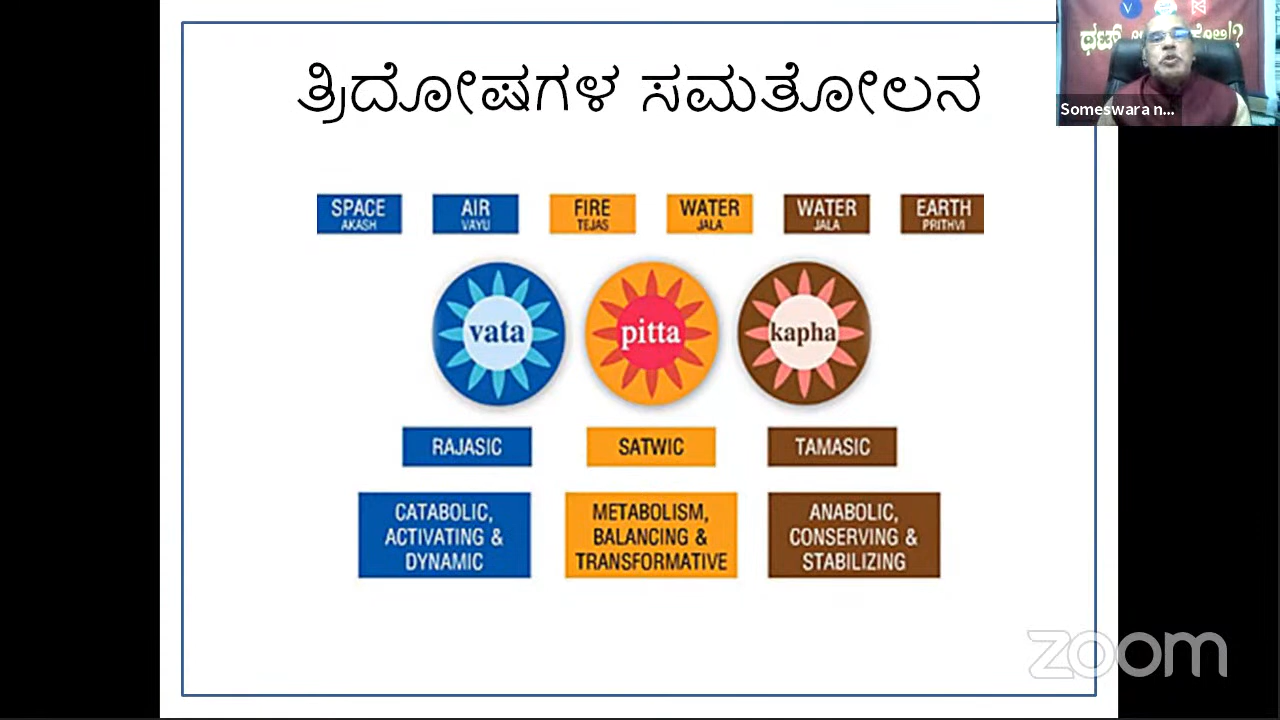 ತ್ರಿದೋಷಗಳ ಸಮತೋಲನ
Someswara n...
SPACE
AKASH
AIR
VAYU
FIRE
TEJAS
WATER
JALA
WATER
JALA
EARTH
PRITHVI
vata
pitta
kapha
RAJASIC
SATWIC
TAMASIC
CATABOLIC,
ACTIVATING &
DYNAMIC
METABOLISM,
BALANCING &
TRANSFORMATIVE
ANABOLIC,
CONSERVING &
STABILIZING
zoom